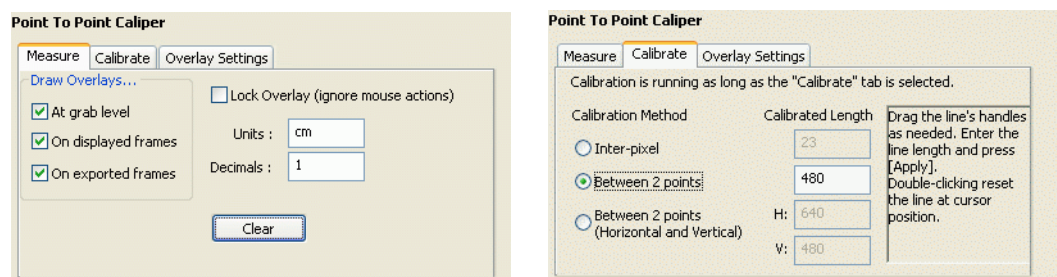 Point To Point Caliper
Measure Calibrate Overlay Settings
Draw Overlays...
At grab level
On displayed frames
On exported frames
Lock Overlay (ignore mouse actions)
Units : cm
Decimals : 1
Clear
Point To Point Caliper
Measure Calibrate Overlay Settings
Calibration is running as long as the "Calibrate" tab is selected.
Calibration Method Calibrated Length
Inter-pixel 23
Between 2 points 480
Between 2 points H: 640
(Horizontal and Vertical)
V: 480
Drag the line's handles
as needed. Enter the
line length and press
[Apply].
Double-clicking reset
the line at cursor
position.